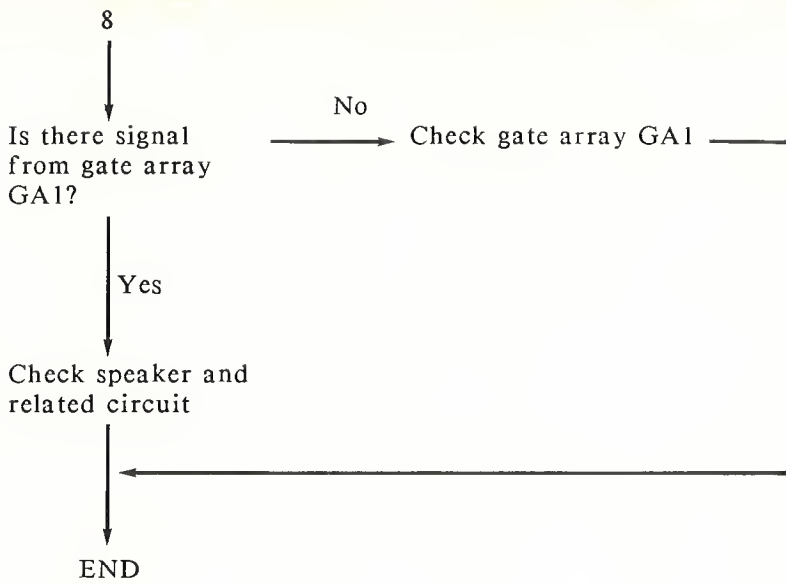 8
Is there signal
from gate array
GA1?
No
Check gate array GA1
Yes
Check speaker and
related circuit
END